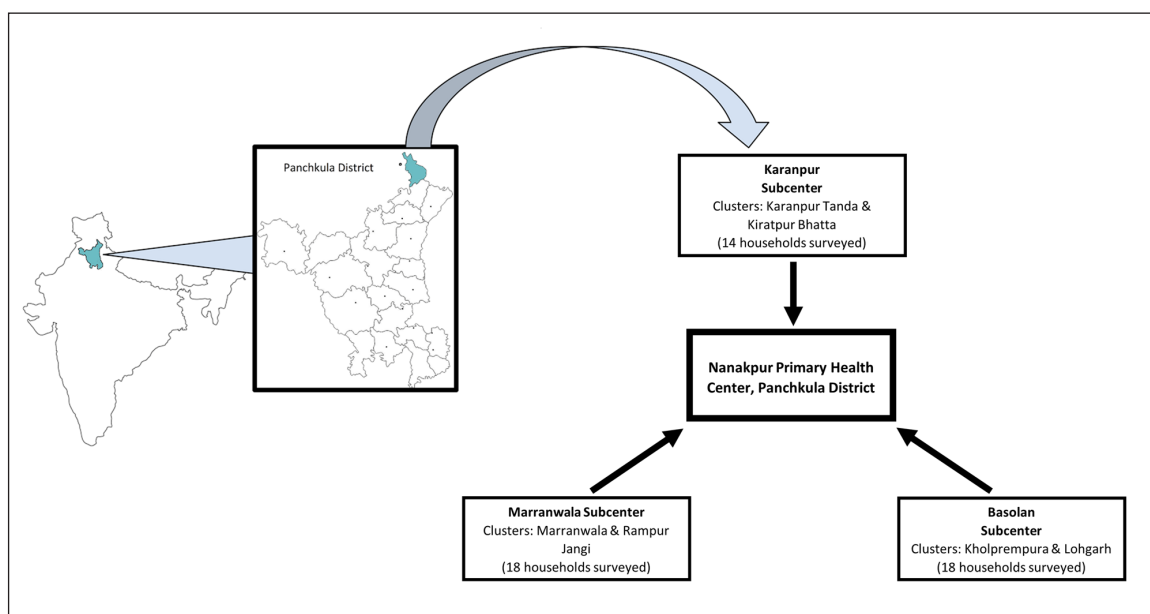 Panchkula District
Karanpur
Subcenter
Clusters: Karanpur Tanda &
Kiratpur Bhatta
(14 households surveyed)
Nanakpur Primary Health
Center, Panchkula District
Marranwala Subcenter
Clusters: Marranwala & Rampur
Jangi
(18 households surveyed)
Basolan
Subcenter
Clusters: Kholprempura & Lohgarh
(18 households surveyed)